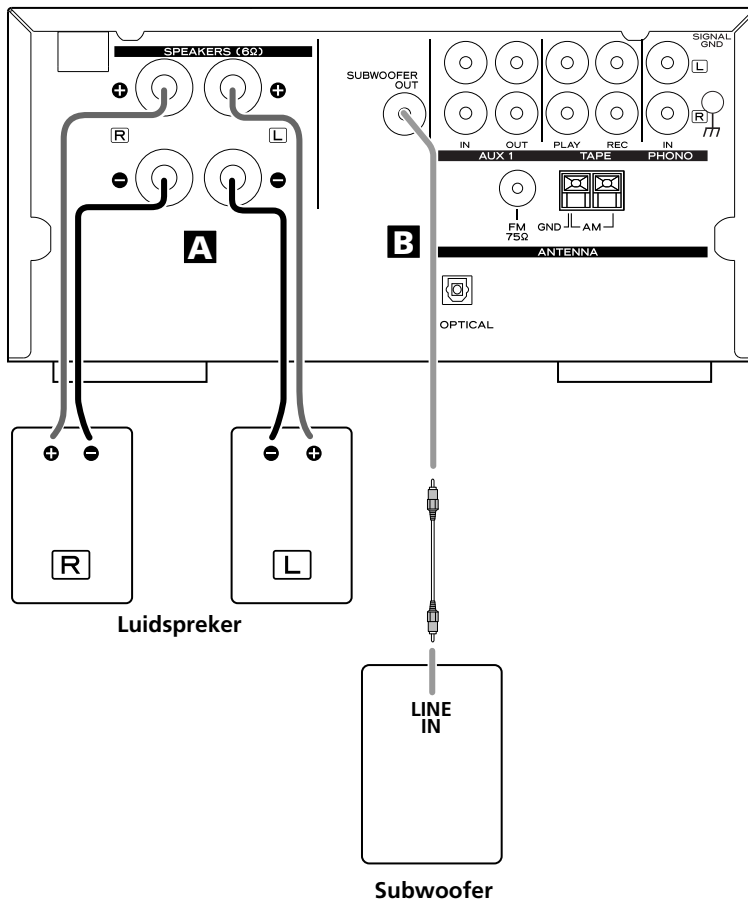 SPEAKERS (6Ω)
+ +
R L
− −
A
SUBWOOFER
OUT
SIGNAL
GND
L
R
IN OUT PLAY REC IN
AUX 1 TAPE PHONO
FM
75Ω
GND AM
ANTENNA
B
OPTICAL
+ − − +
R L
Luidspreker
LINE
IN
Subwoofer